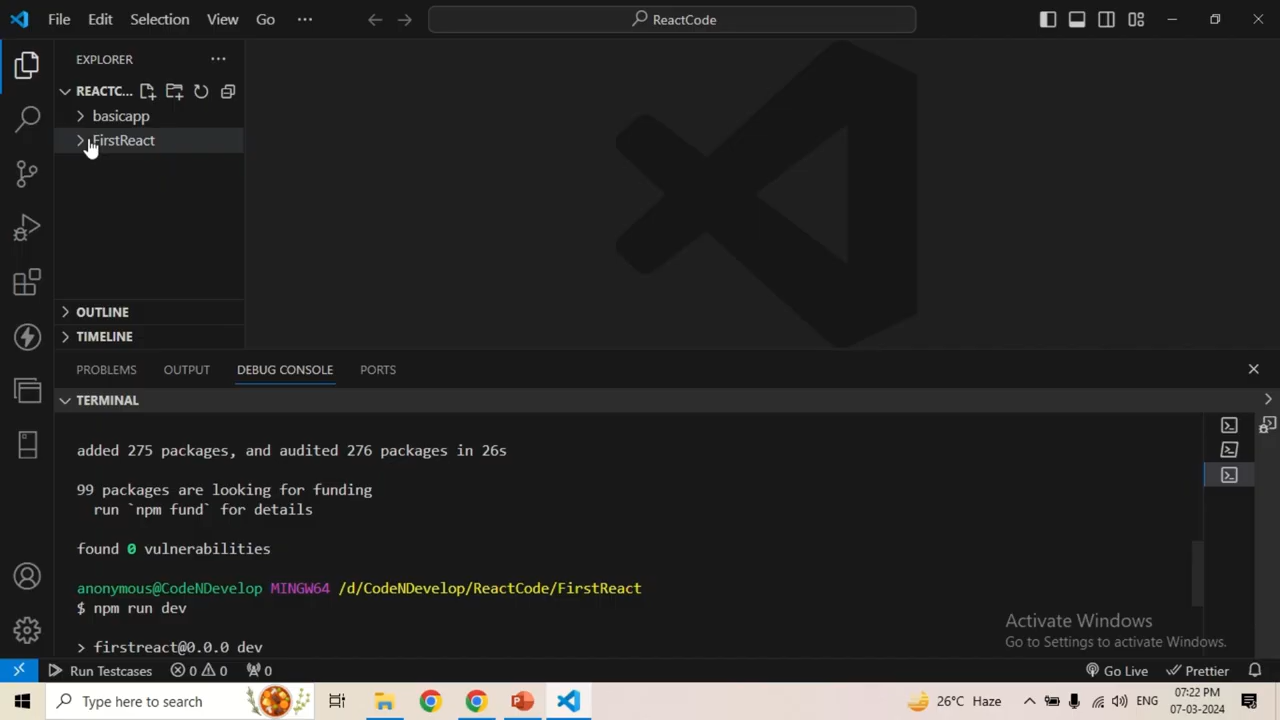 File Edit Selection View Go ···
ReactCode
EXPLORER ···
REACTC...
basicapp
FirstReact
OUTLINE
TIMELINE
PROBLEMS OUTPUT DEBUG CONSOLE PORTS
TERMINAL
added 275 packages, and audited 276 packages in 26s
99 packages are looking for funding
run `npm fund` for details
found 0 vulnerabilities
anonymous@CodeNDevelop MINGW64 /d/CodeNDevelop/ReactCode/FirstReact
$ npm run dev
> firstreact@0.0.0 dev
Activate Windows
Go to Settings to activate Windows.
Run Testcases 0 0 0 Go Live Prettier
Type here to search 26°C Haze ENG 07:22 PM
07-03-2024